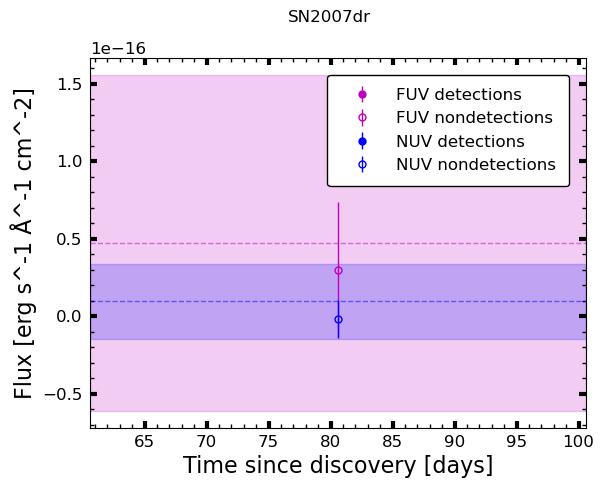 SN2007dr
1e−16
FUV detections
FUV nondetections
NUV detections
NUV nondetections
1.5
1.0
0.5
0.0
−0.5
Flux [erg s^-1 Å^-1 cm^-2]
65 70 75 80 85 90 95 100
Time since discovery [days]